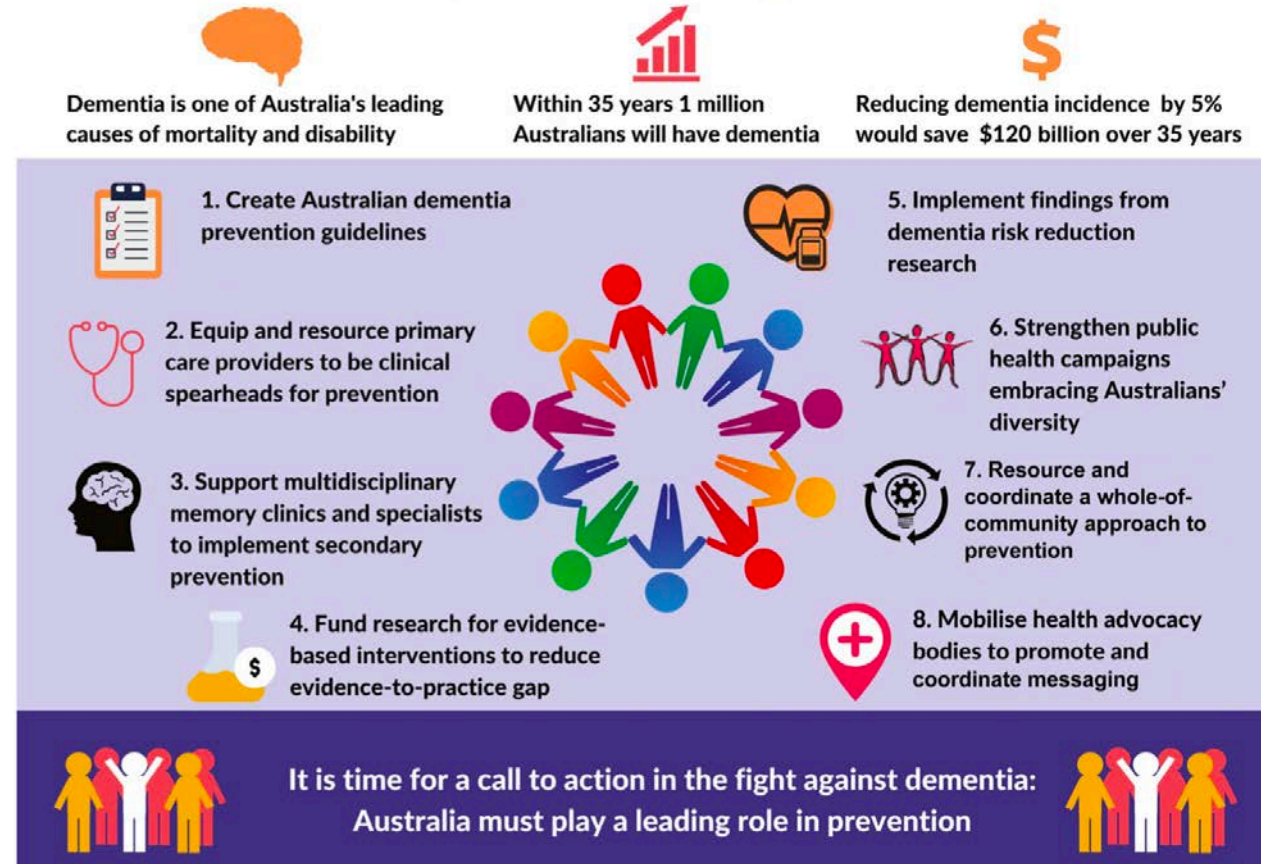 Dementia is one of Australia's leading
causes of mortality and disability
Within 35 years 1 million
Australians will have dementia
$
Reducing dementia incidence by 5%
would save $120 billion over 35 years
1. Create Australian dementia
prevention guidelines
2. Equip and resource primary
care providers to be clinical
spearheads for prevention
3. Support multidisciplinary
memory clinics and specialists
to implement secondary
prevention
$
4. Fund research for evidence-
based interventions to reduce
evidence-to-practice gap
5. Implement findings from
dementia risk reduction
research
6. Strengthen public
health campaigns
embracing Australians’
diversity
7. Resource and
coordinate a whole-of-
community approach to
prevention
8. Mobilise health advocacy
bodies to promote and
coordinate messaging
It is time for a call to action in the fight against dementia:
Australia must play a leading role in prevention